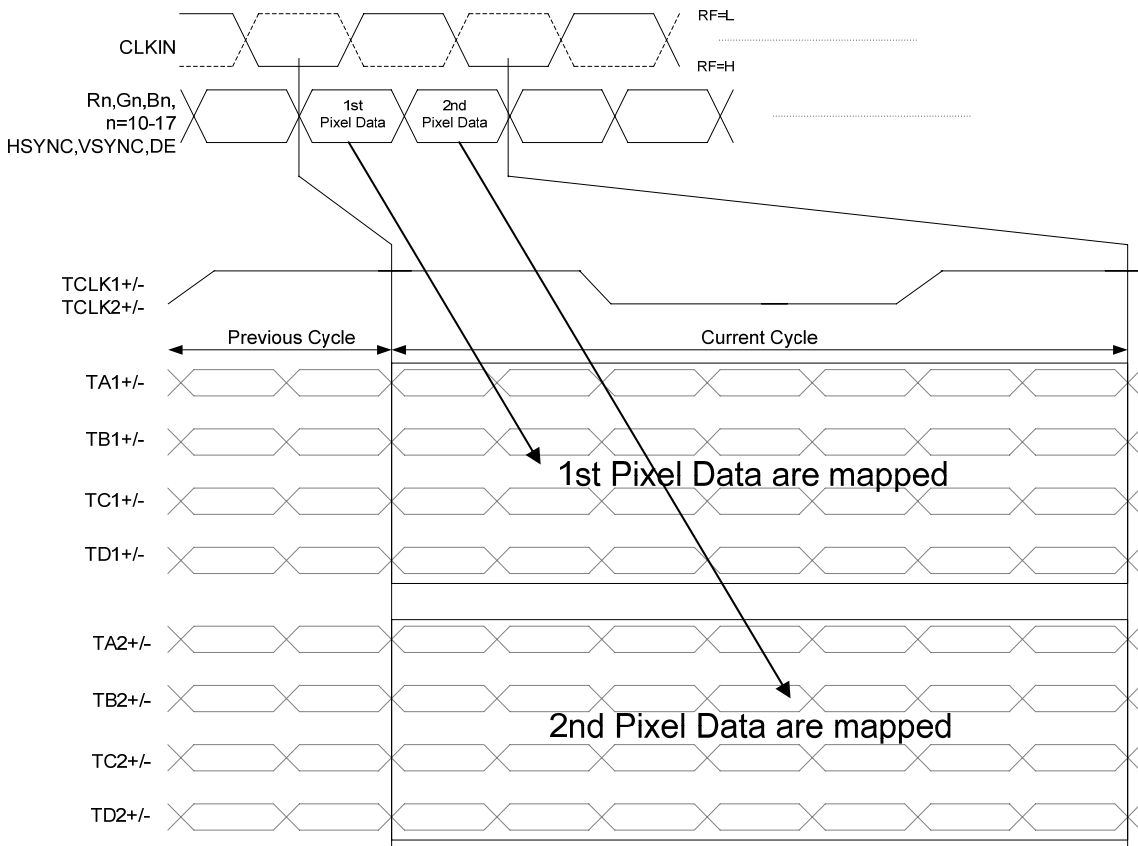 RF=L
CLKIN
RF=H
Rn,Gn,Bn,
n=10-17
HSYNC,VSYNC,DE
1st
Pixel Data
2nd
Pixel Data
TCLK1+/-
TCLK2+/-
Previous Cycle
Current Cycle
TA1+/-
TB1+/-
1st Pixel Data are mapped
TC1+/-
TD1+/-
TA2+/-
TB2+/-
2nd Pixel Data are mapped
TC2+/-
TD2+/-